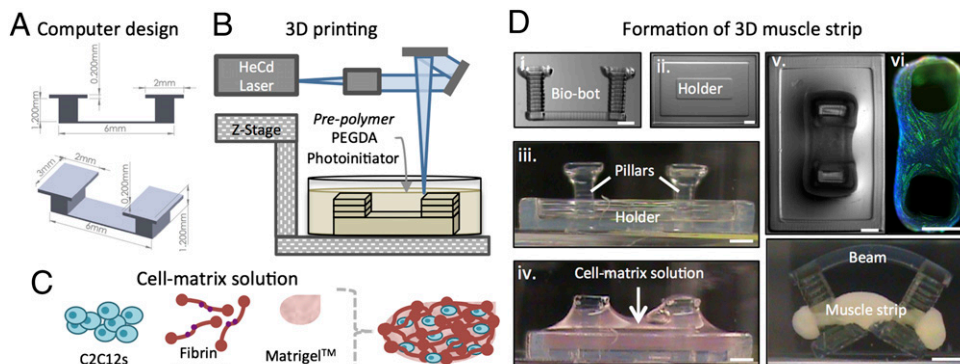 A
Computer design
0.200mm
2mm
1.200mm
6mm
3mm
2mm
0.200mm
1.200mm
6mm
B
3D printing
HeCd
Laser
Z-Stage
Pre-polymer
PEGDA
Photoinitiator
C
Cell-matrix solution
C2C12s
Fibrin
Matrigel™
D
Formation of 3D muscle strip
i.
Bio-bot
ii.
Holder
iii.
Pillars
Holder
iv.
Cell-matrix solution
v.
vi.
Beam
Muscle strip